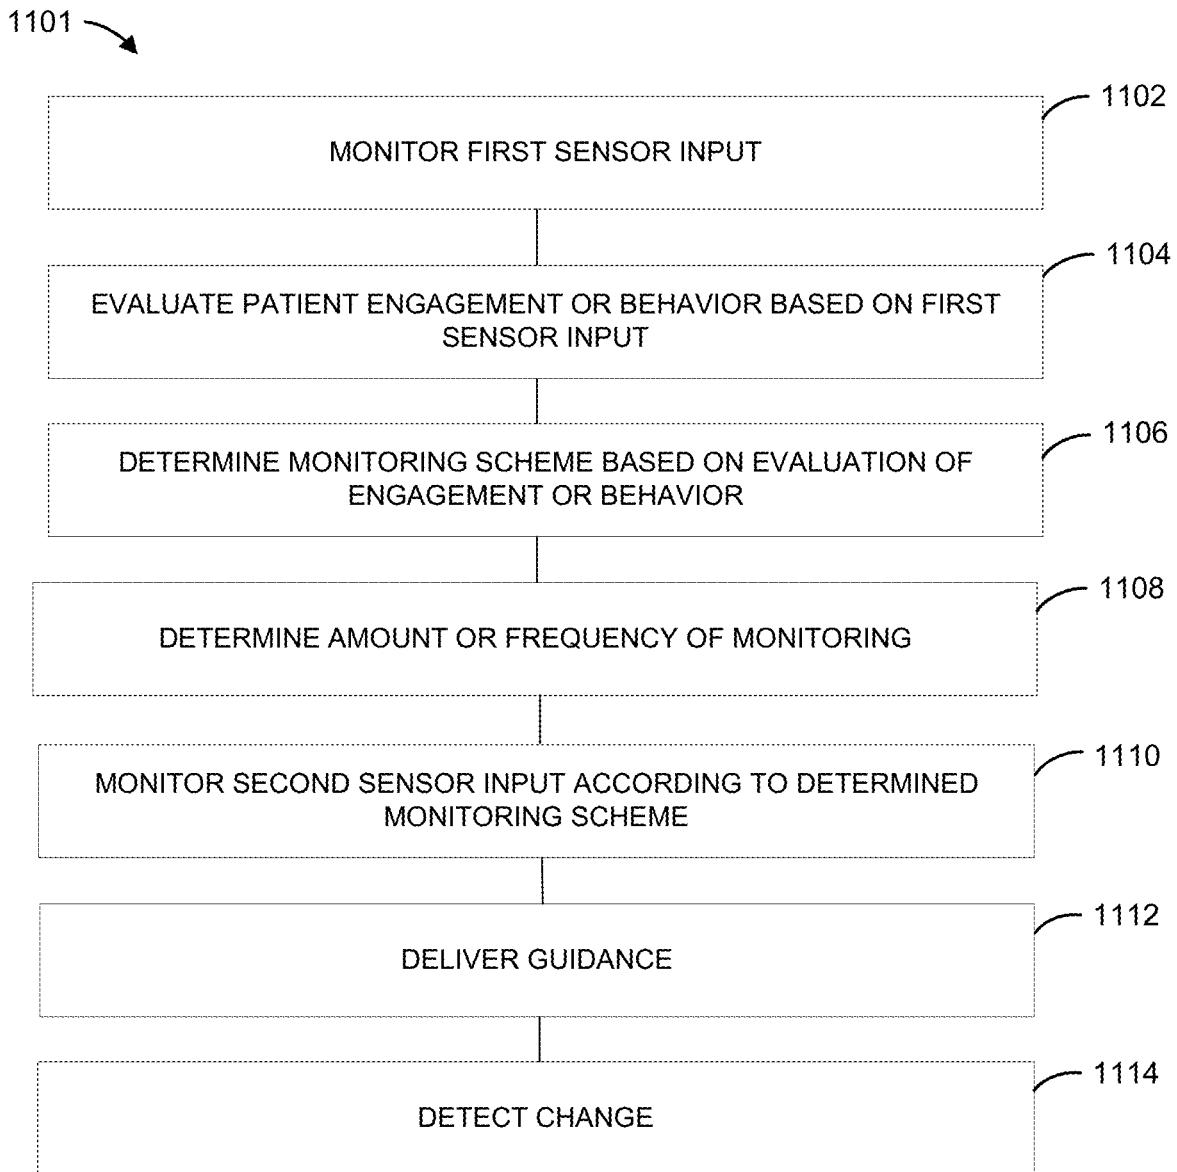 1101
1102
MONITOR FIRST SENSOR INPUT
1104
EVALUATE PATIENT ENGAGEMENT OR BEHAVIOR BASED ON FIRST
SENSOR INPUT
1106
DETERMINE MONITORING SCHEME BASED ON EVALUATION OF
ENGAGEMENT OR BEHAVIOR
1108
DETERMINE AMOUNT OR FREQUENCY OF MONITORING
1110
MONITOR SECOND SENSOR INPUT ACCORDING TO DETERMINED
MONITORING SCHEME
1112
DELIVER GUIDANCE
1114
DETECT CHANGE